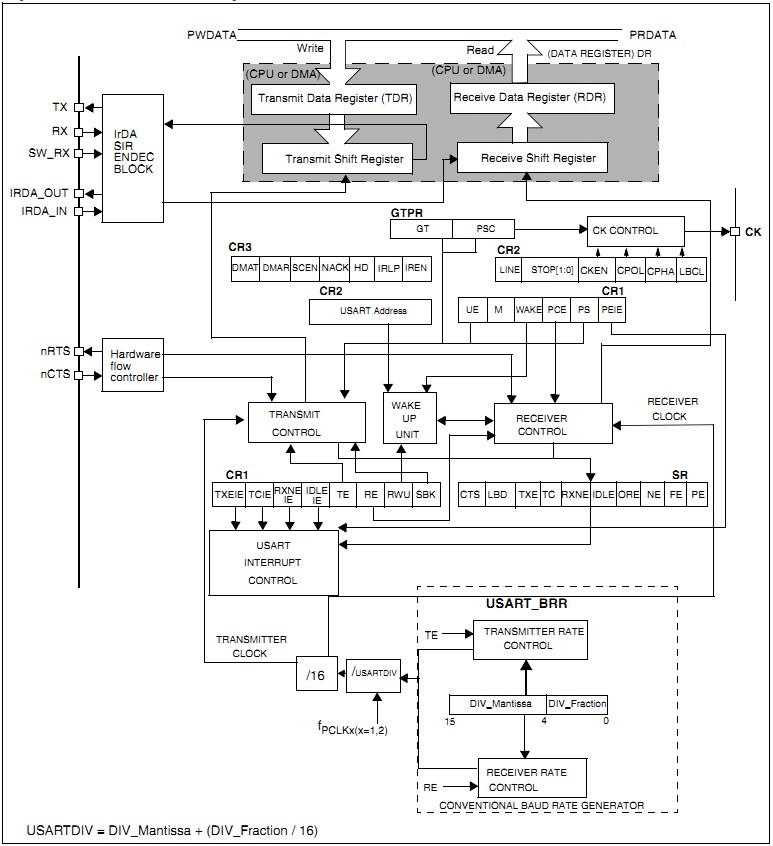 PWDATA
PRDATA
Write
Read
(DATA REGISTER) DR
(CPU or DMA)
(CPU or DMA)
Transmit Data Register (TDR)
Receive Data Register (RDR)
TX
RX
SW_RX
IRDA_OUT
IRDA_IN
IrDA
SIR
ENDEC
BLOCK
Transmit Shift Register
Receive Shift Register
GTPR
GT
PSC
CK CONTROL
CK
CR3
DMAT DMAR SCEN NACK HD IRLP IREN
CR2
LINE STOP[1:0] CKEN CPOL CPHA LBCL
CR2
USART Address
CR1
UE M WAKE PCE PS PEIE
nRTS
nCTS
Hardware
flow
controller
TRANSMIT
CONTROL
WAKE
UP
UNIT
RECEIVER
CONTROL
RECEIVER
CLOCK
CR1
TXEIE TCIE RXNE IE IDLE IE TE RE RWU SBK
SR
CTS LBD TXE TC RXNE IDLE ORE NE FE PE
USART
INTERRUPT
CONTROL
USART_BRR
TRANSMITTER
CLOCK
TE
TRANSMITTER RATE
CONTROL
/16
/USARTDIV
DIV_Mantissa
DIV_Fraction
15
4
0
fPCLKx(x=1,2)
RE
RECEIVER RATE
CONTROL
CONVENTIONAL BAUD RATE GENERATOR
USARTDIV = DIV_Mantissa + (DIV_Fraction / 16)